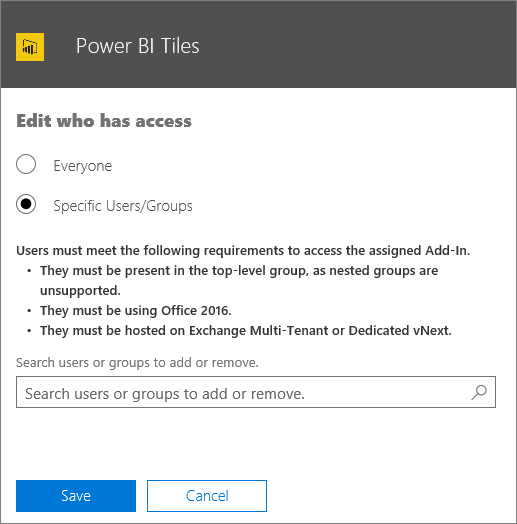 Power BI Tiles
Edit who has access
Everyone
Specific Users/Groups
Users must meet the following requirements to access the assigned Add-In.
• They must be present in the top-level group, as nested groups are
unsupported.
• They must be using Office 2016.
• They must be hosted on Exchange Multi-Tenant or Dedicated vNext.
Search users or groups to add or remove.
Search users or groups to add or remove.
Save Cancel